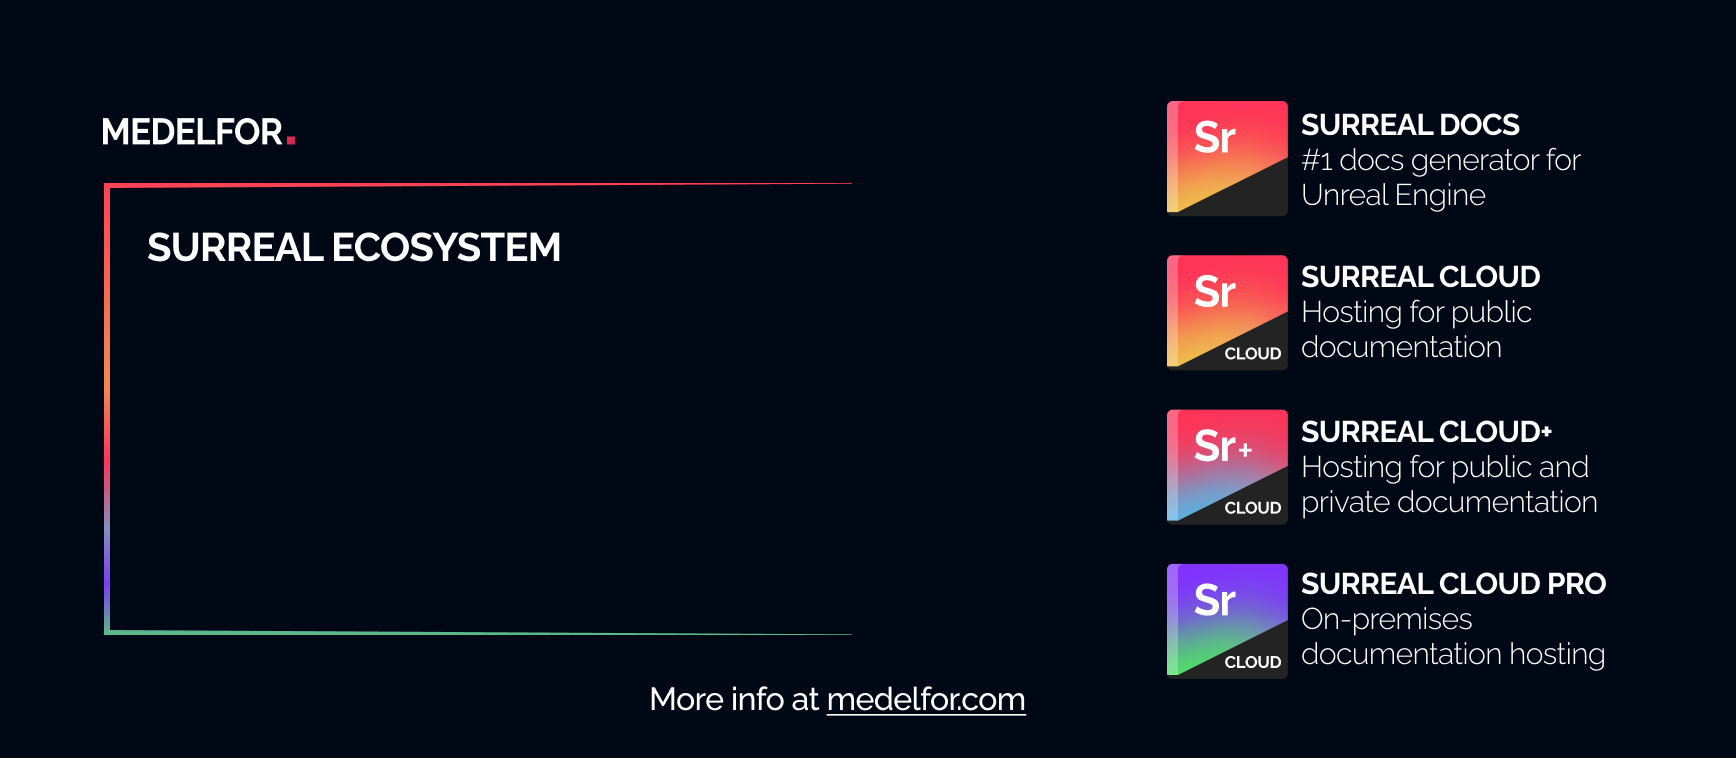 MEDELFOR.
SURREAL ECOSYSTEM
Sr
SURREAL DOCS
#1 docs generator for
Unreal Engine
Sr
CLOUD
SURREAL CLOUD
Hosting for public
documentation
Sr+
CLOUD
SURREAL CLOUD+
Hosting for public and
private documentation
Sr
CLOUD
SURREAL CLOUD PRO
On-premises
documentation hosting
More info at medelfor.com